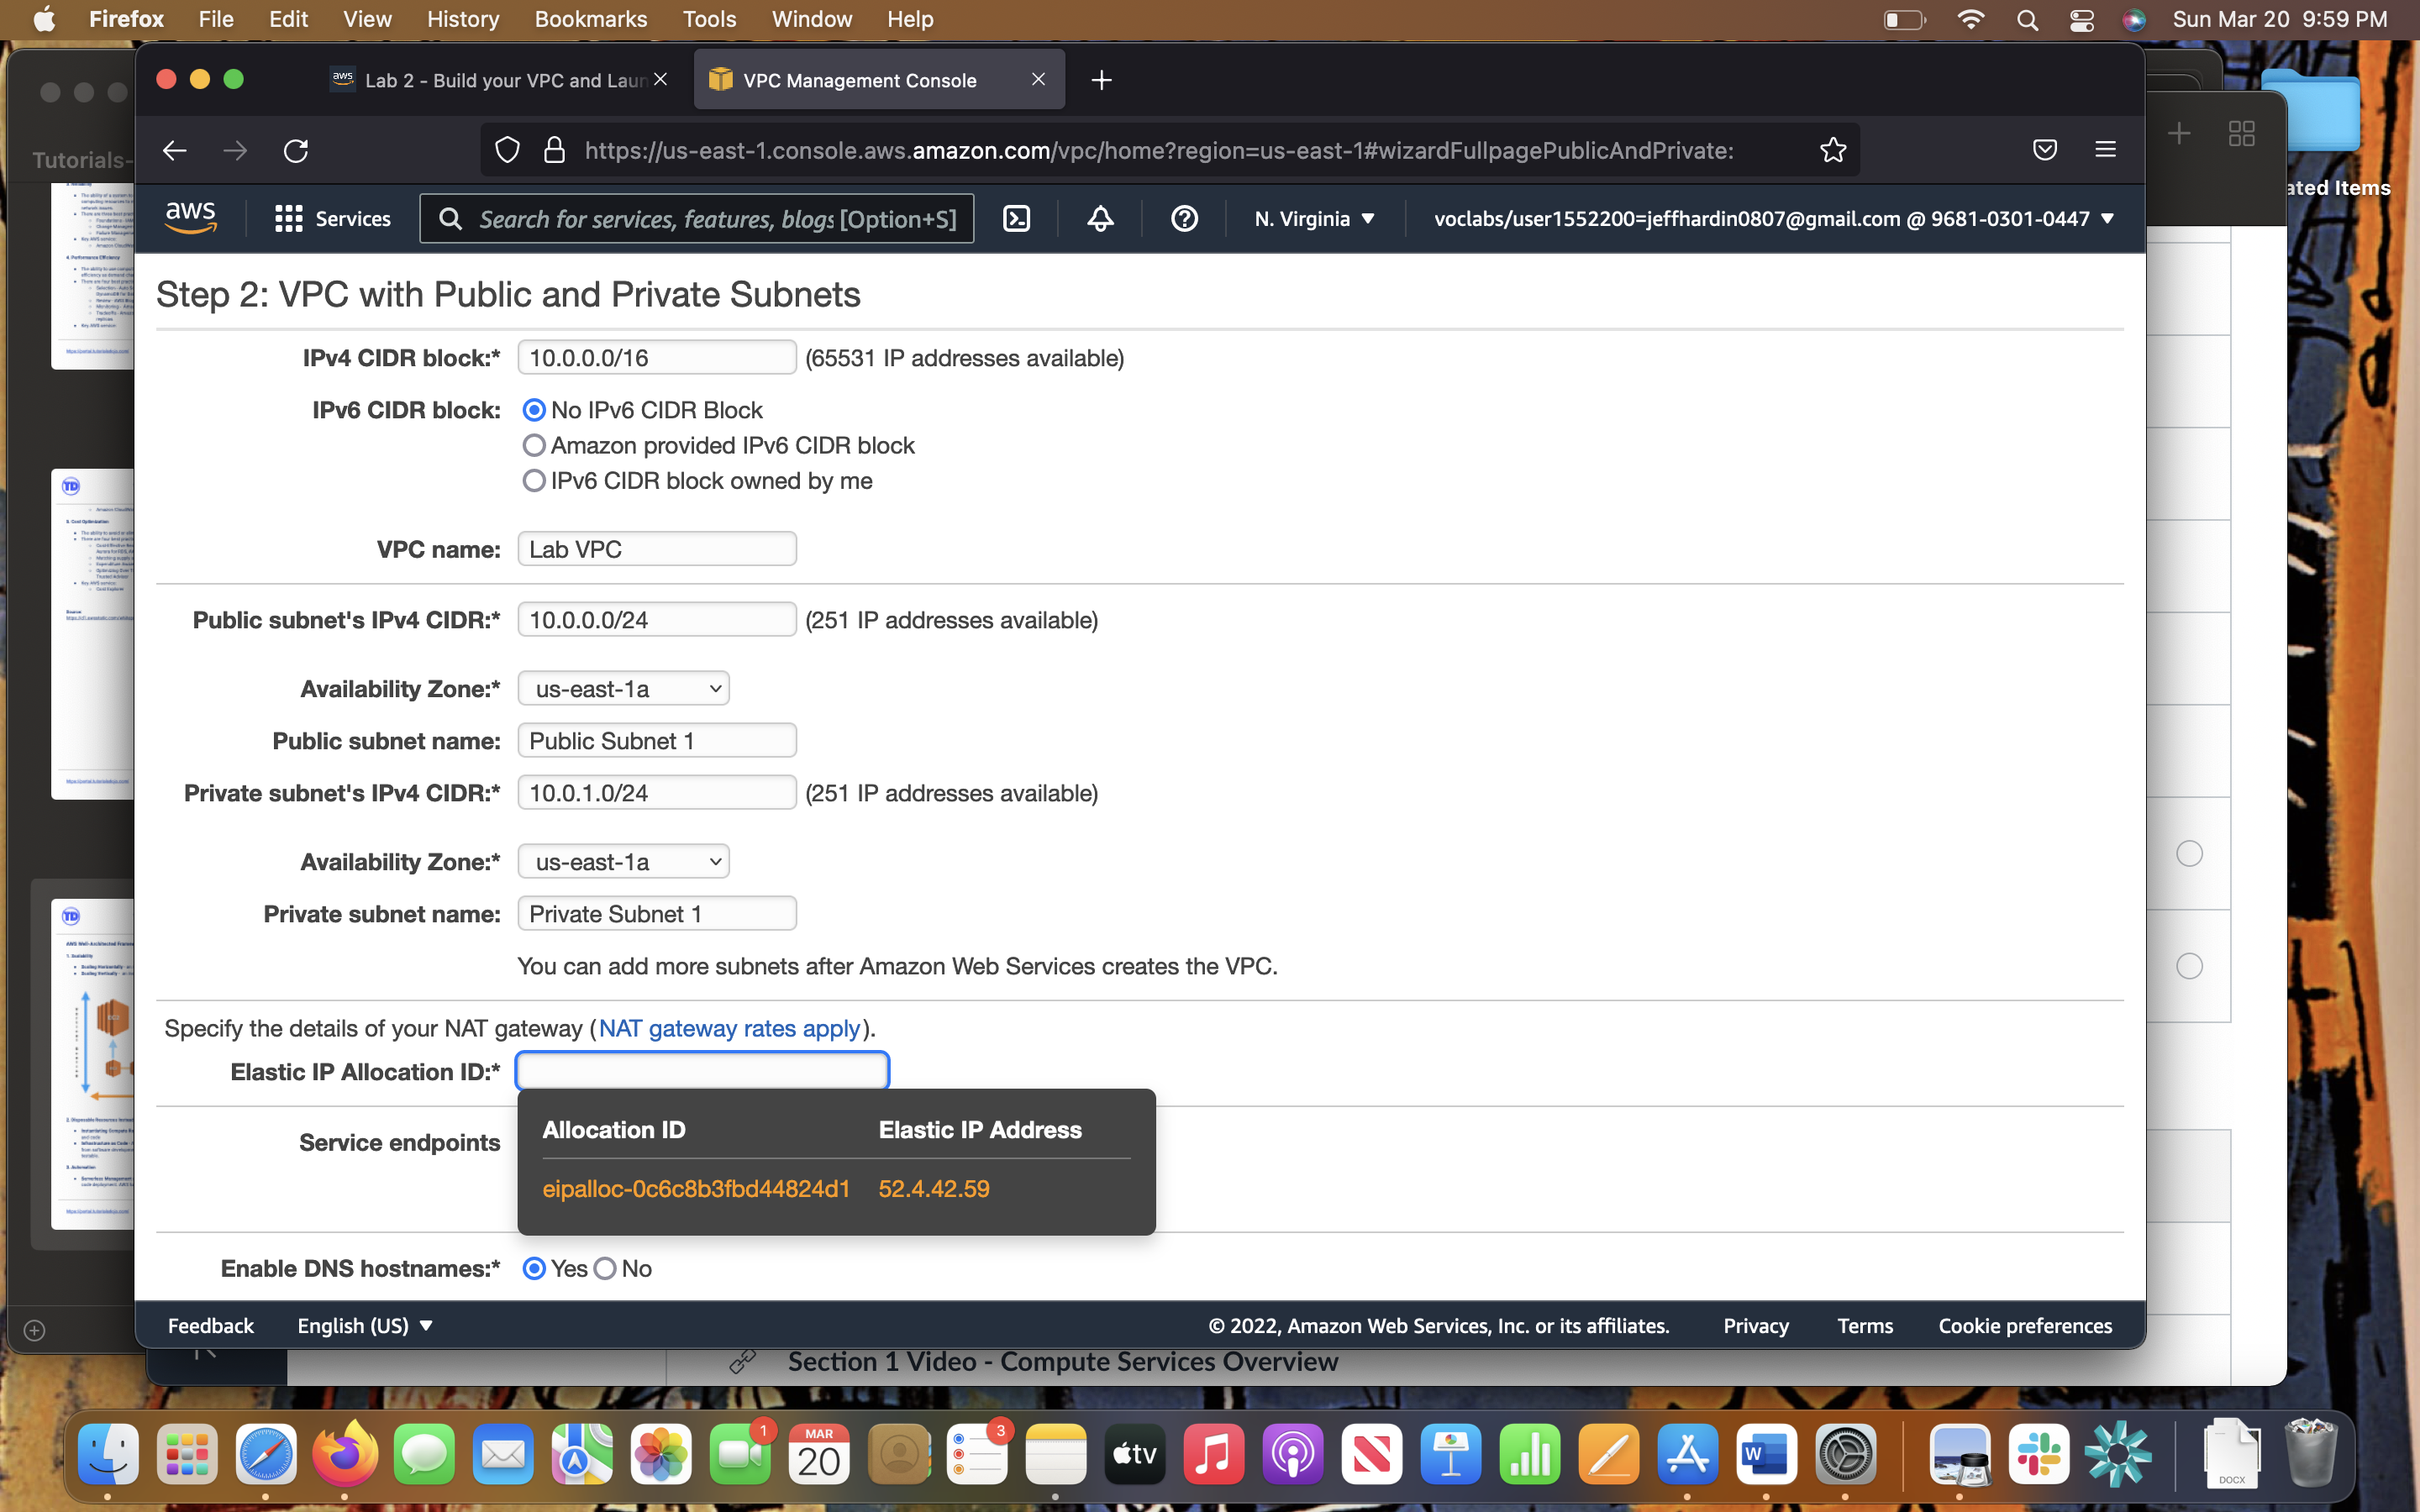 Firefox File Edit View History Bookmarks Tools Window Help Sun Mar 20 9:59 PM
aws Lab 2 - Build your VPC and Laun VPC Management Console
Tutorials-
https://us-east-1.console.aws.amazon.com/vpc/home?region=us-east-1#wizardFullpagePublicAndPrivate:
ated Items
aws Services Search for services, features, blogs [Option+S] N. Virginia voclabs/user1552200=jeffhardin0807@gmail.com @ 9681-0301-0447
Step 2: VPC with Public and Private Subnets
IPv4 CIDR block:* 10.0.0.0/16 (65531 IP addresses available)
IPv6 CIDR block: No IPv6 CIDR Block
Amazon provided IPv6 CIDR block
IPv6 CIDR block owned by me
VPC name: Lab VPC
Public subnet's IPv4 CIDR:* 10.0.0.0/24 (251 IP addresses available)
Availability Zone:* us-east-1a
Public subnet name: Public Subnet 1
Private subnet's IPv4 CIDR:* 10.0.1.0/24 (251 IP addresses available)
Availability Zone:* us-east-1a
Private subnet name: Private Subnet 1
You can add more subnets after Amazon Web Services creates the VPC.
Specify the details of your NAT gateway (NAT gateway rates apply).
Elastic IP Allocation ID:*
Allocation ID Elastic IP Address
Service endpoints
eipalloc-0c6c8b3fbd44824d1 52.4.42.59
Enable DNS hostnames:* Yes No
Feedback English (US) © 2022, Amazon Web Services, Inc. or its affiliates. Privacy Terms Cookie preferences
Section 1 Video - Compute Services Overview
TD
TD
1
MAR
20
3
tv
W
DOCX